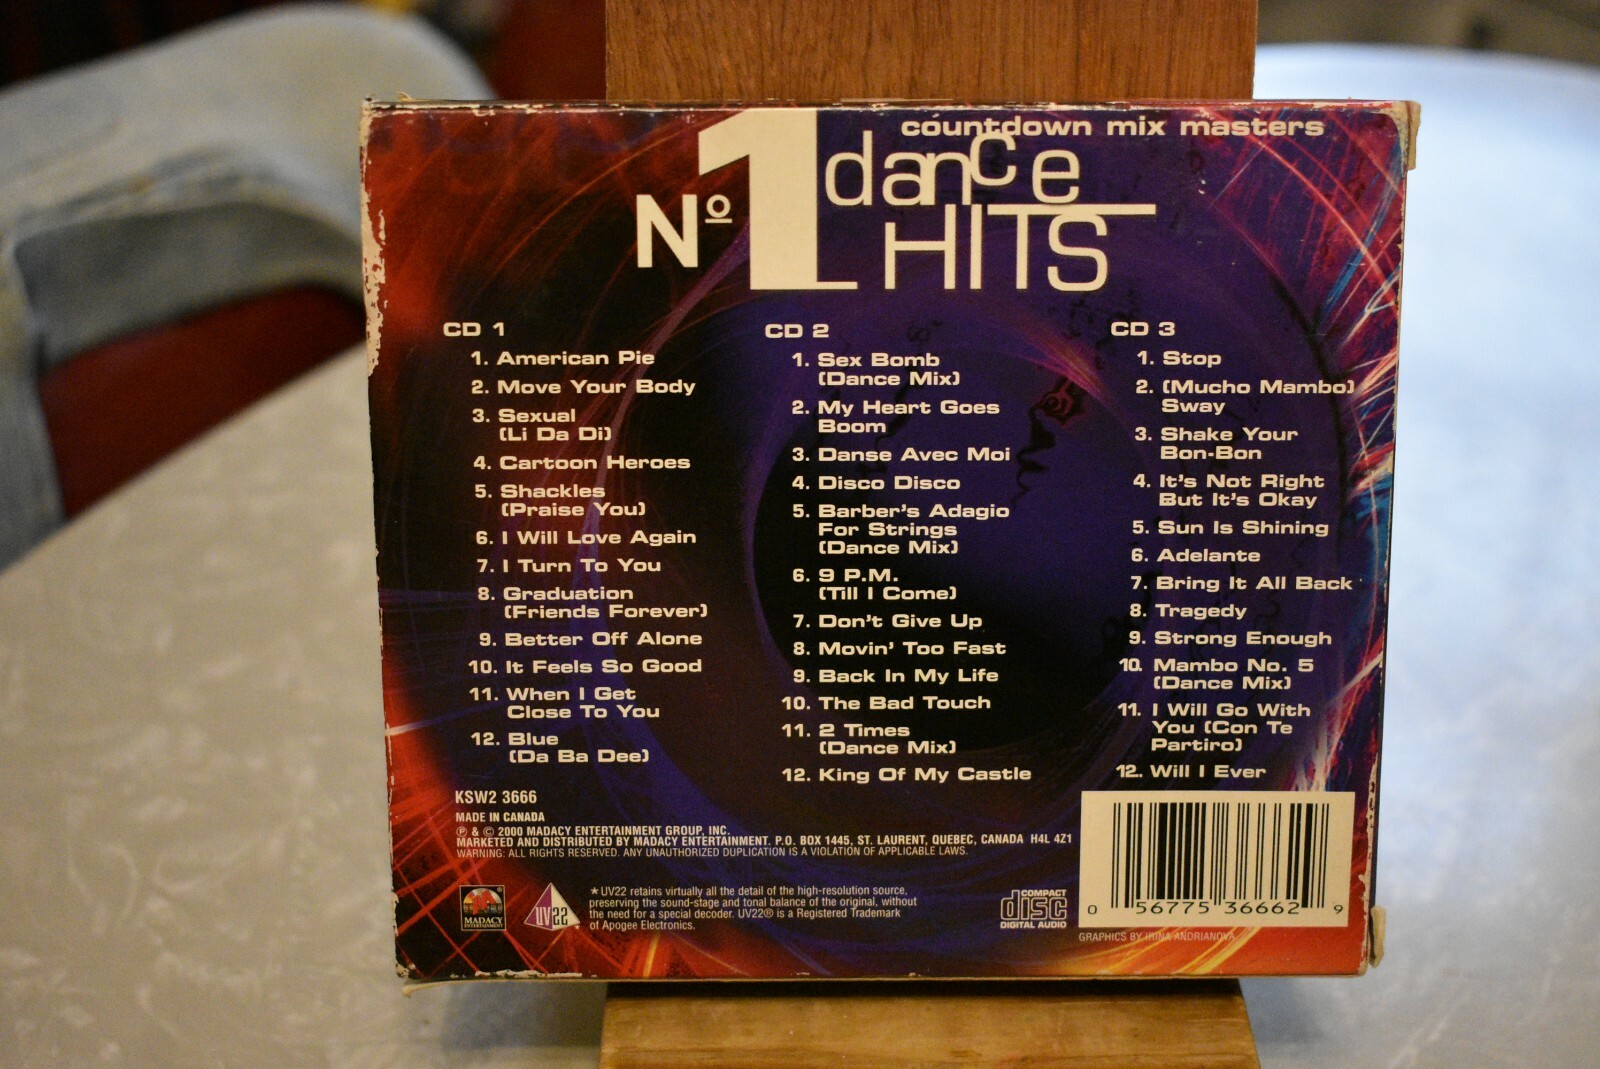 countdown mix masters
Nº1 dance
HITS
CD 1
1. American Pie
2. Move Your Body
3. Sexual
(Li Da Di)
4. Cartoon Heroes
5. Shackles
(Praise You)
6. I Will Love Again
7. I Turn To You
8. Graduation
(Friends Forever)
9. Better Off Alone
10. It Feels So Good
11. When I Get
Close To You
12. Blue
(Da Ba Dee)
CD 2
1. Sex Bomb
(Dance Mix)
2. My Heart Goes
Boom
3. Danse Avec Moi
4. Disco Disco
5. Barber's Adagio
For Strings
(Dance Mix)
6. 9 P.M.
(Till I Come)
7. Don't Give Up
8. Movin' Too Fast
9. Back In My Life
10. The Bad Touch
11. 2 Times
(Dance Mix)
12. King Of My Castle
CD 3
1. Stop
2. (Mucho Mambo)
Sway
3. Shake Your
Bon-Bon
4. It's Not Right
But It's Okay
5. Sun Is Shining
6. Adelante
7. Bring It All Back
8. Tragedy
9. Strong Enough
10. Mambo No. 5
(Dance Mix)
11. I Will Go With
You (Con Te
Partiro)
12. Will I Ever
KSW2 3666
MADE IN CANADA
℗ & © 2000 MADACY ENTERTAINMENT GROUP, INC.
MARKETED AND DISTRIBUTED BY MADACY ENTERTAINMENT. P.O. BOX 1445, ST. LAURENT, QUEBEC, CANADA H4L 4Z1
WARNING: ALL RIGHTS RESERVED. ANY UNAUTHORIZED DUPLICATION IS A VIOLATION OF APPLICABLE LAWS.
MADACY
ENTERTAINMENT
UV22
★UV22 retains virtually all the detail of the high-resolution source,
preserving the sound-stage and tonal balance of the original, without
the need for a special decoder. UV22® is a Registered Trademark
of Apogee Electronics.
COMPACT
disc
DIGITAL AUDIO
0 56775 36662 9
GRAPHICS BY IRINA ANDRIANOVA